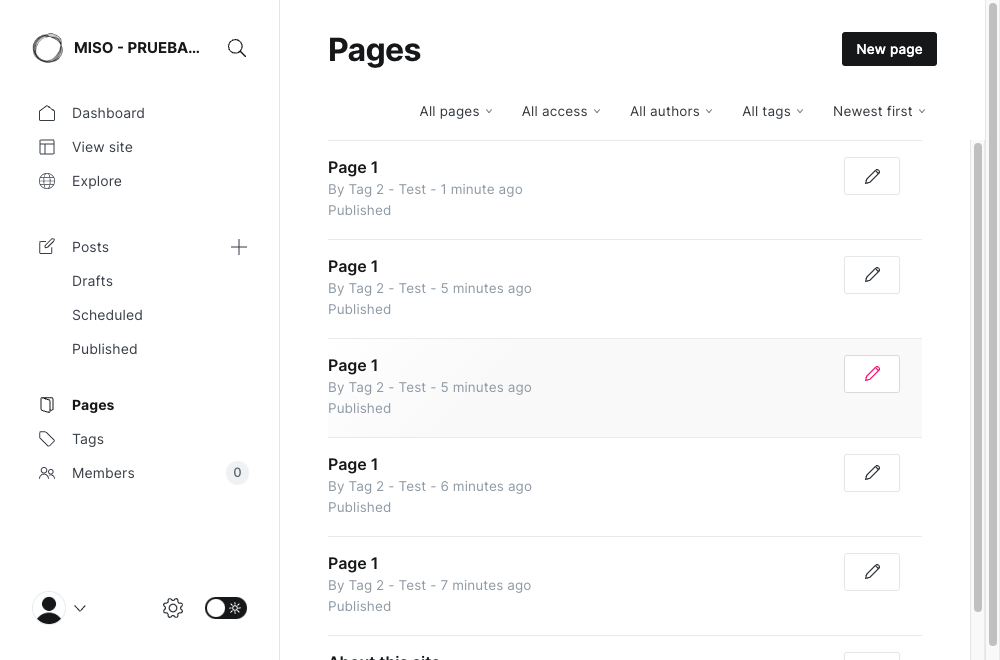 MISO - PRUEBA...
Dashboard
View site
Explore
Posts
Drafts
Scheduled
Published
Pages
Tags
Members 0
Pages
New page
All pages All access All authors All tags Newest first
Page 1
By Tag 2 - Test - 1 minute ago
Published
Page 1
By Tag 2 - Test - 5 minutes ago
Published
Page 1
By Tag 2 - Test - 5 minutes ago
Published
Page 1
By Tag 2 - Test - 6 minutes ago
Published
Page 1
By Tag 2 - Test - 7 minutes ago
Published
About this site